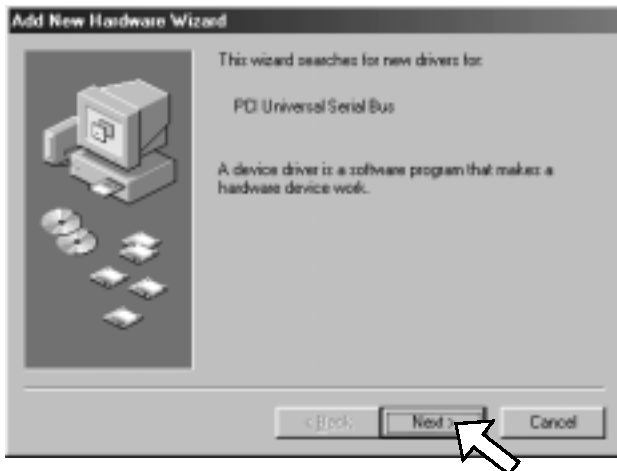 Add New Hardware Wizard
This wizard searches for new drivers for:
PCI Universal Serial Bus
A device driver is a software program that makes a
hardware device work.
< Back
Next >
Cancel